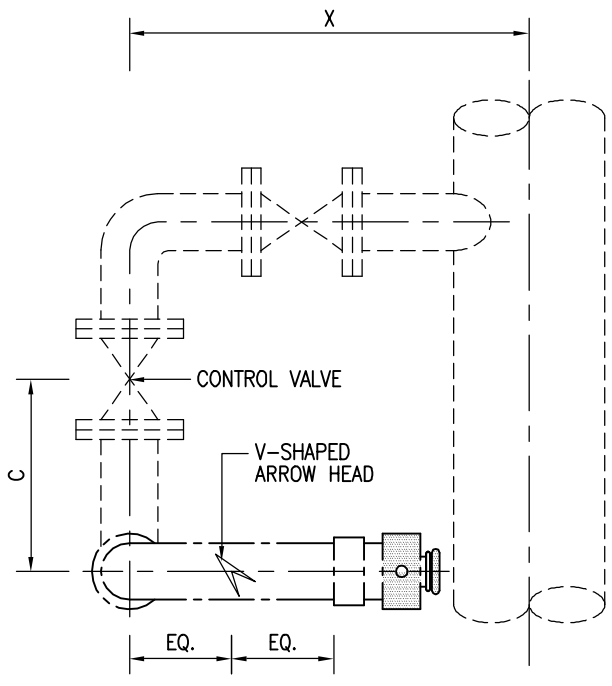 X
CONTROL VALVE
C
V-SHAPED
ARROW HEAD
EQ.
EQ.